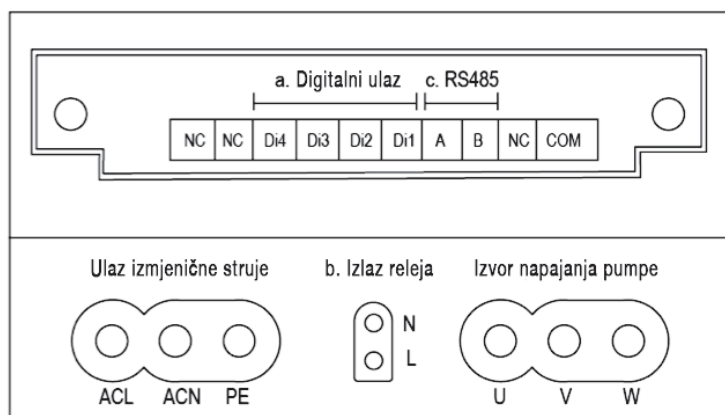 a. Digitalni ulaz c. RS485
NC NC Di4 Di3 Di2 Di1 A B NC COM
Ulaz izmjenične struje b. Izlaz releja Izvor napajanja pumpe
N
L
ACL ACN PE U V W